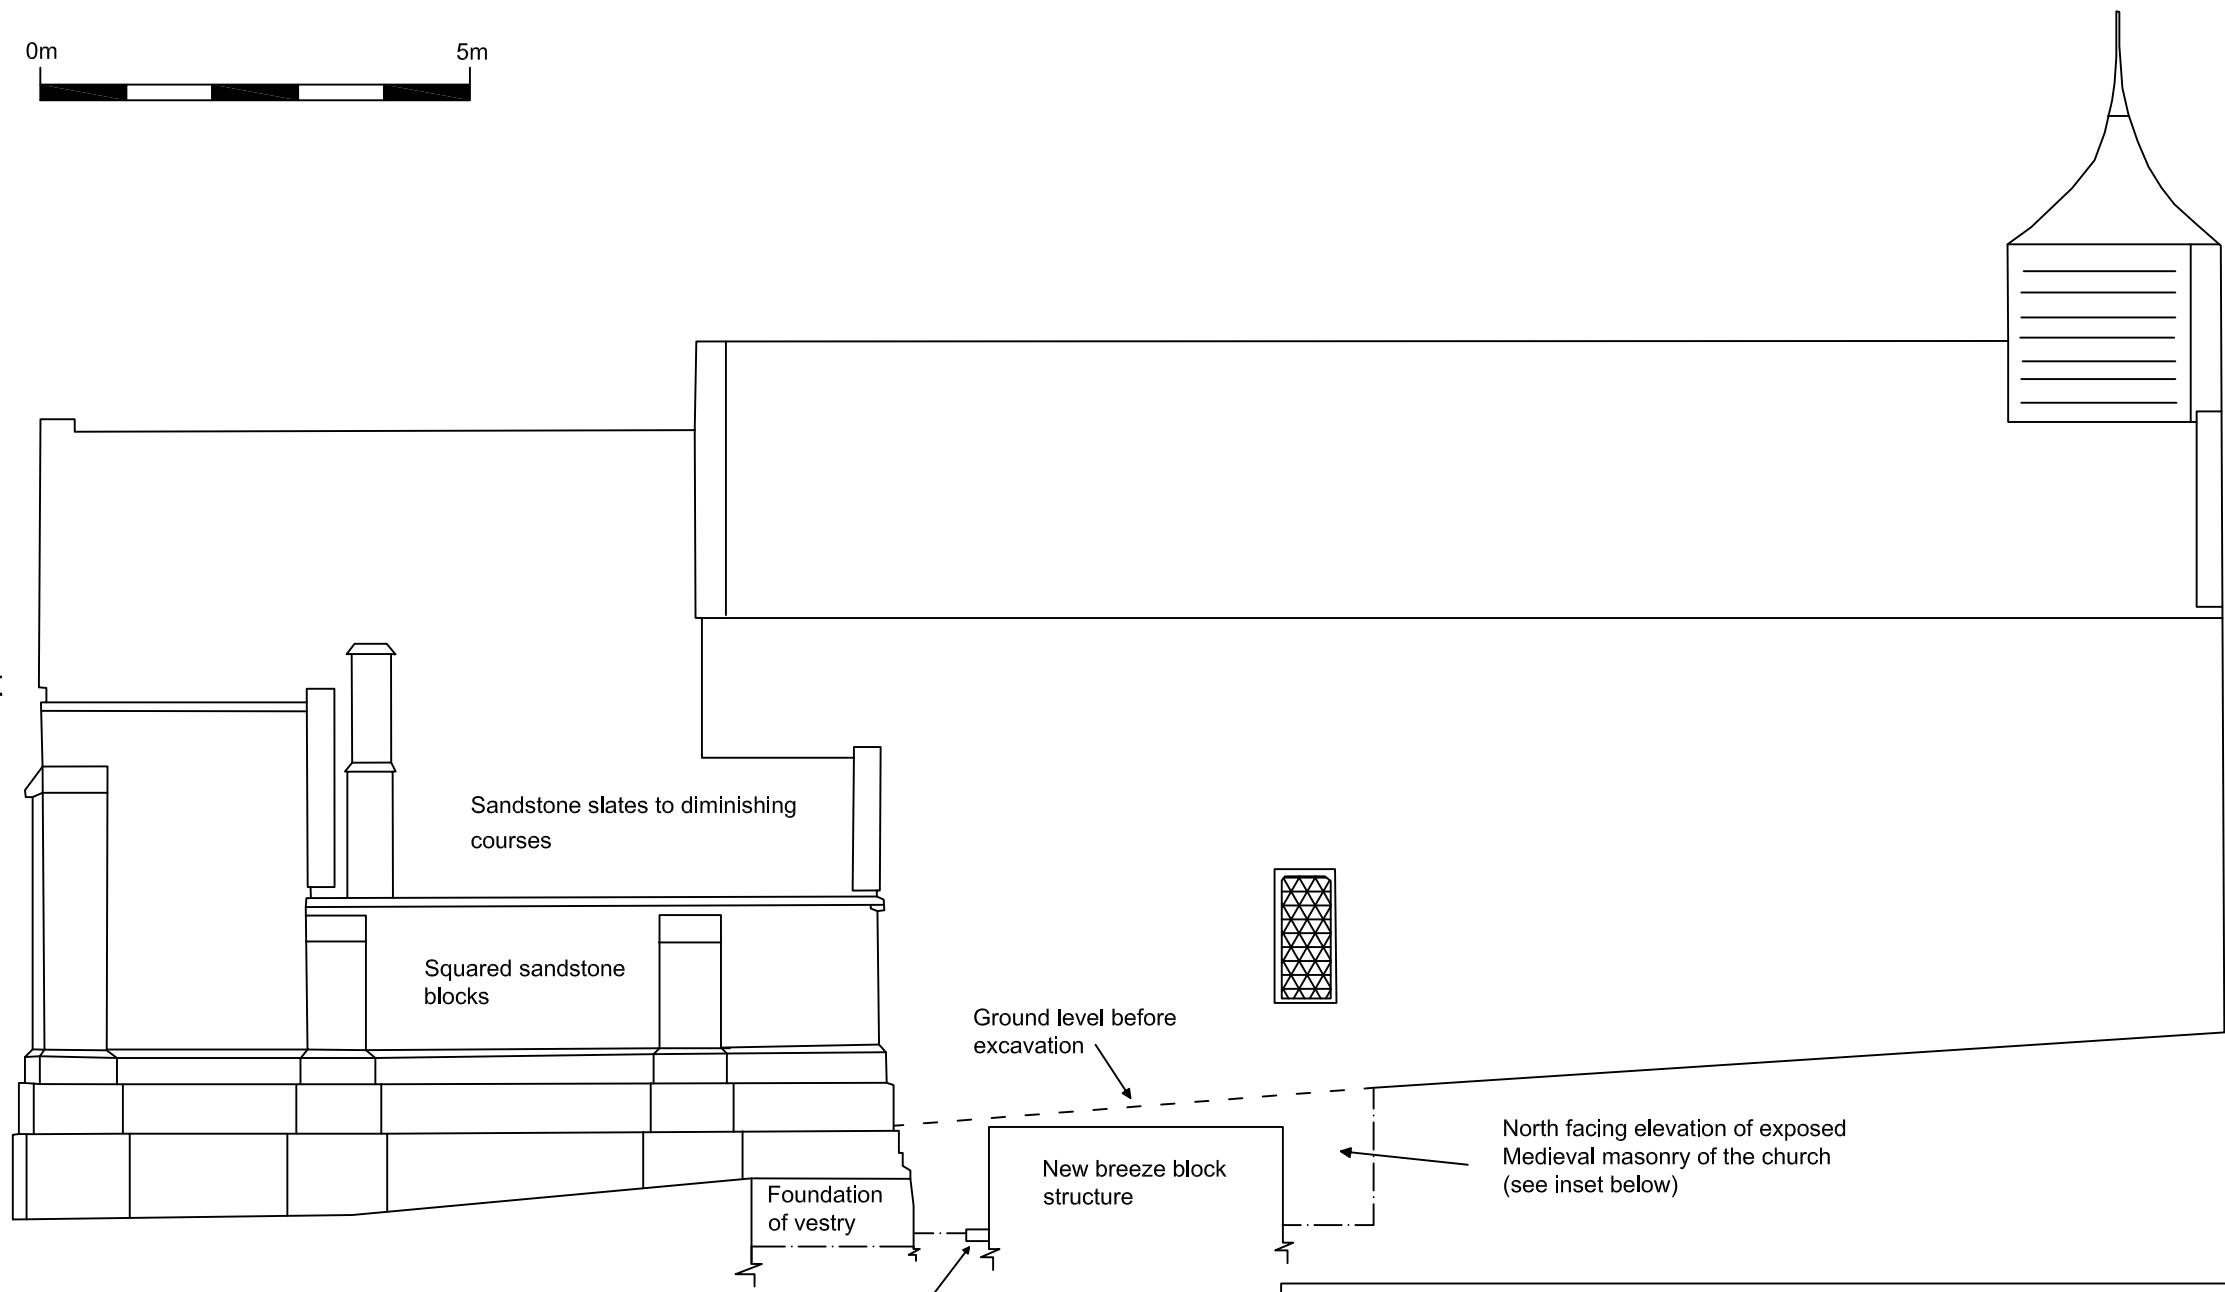 0m
5m
Sandstone slates to diminishing
courses
Squared sandstone
blocks
Ground level before
excavation
North facing elevation of exposed
Medieval masonry of the church
(see inset below)
New breeze block
structure
Foundation
of vestry